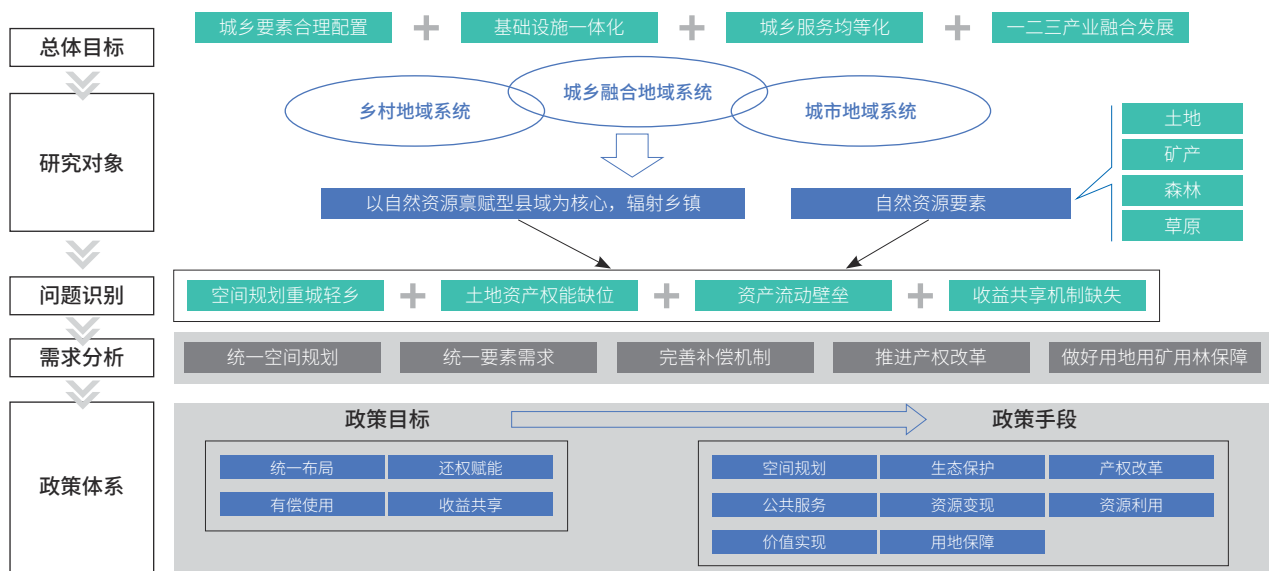 总体目标
城乡要素合理配置
基础设施一体化
城乡服务均等化
一二三产业融合发展
研究对象
乡村地域系统
城乡融合地域系统
城市地域系统
以自然资源禀赋型县域为核心，辐射乡镇
自然资源要素
土地
矿产
森林
草原
问题识别
空间规划重城轻乡
土地资产权能缺位
资产流动壁垒
收益共享机制缺失
需求分析
统一空间规划
统一要素需求
完善补偿机制
推进产权改革
做好用地用矿用林保障
政策体系
政策目标
统一布局
还权赋能
有偿使用
收益共享
政策手段
空间规划
生态保护
产权改革
公共服务
资源变现
资源利用
价值实现
用地保障